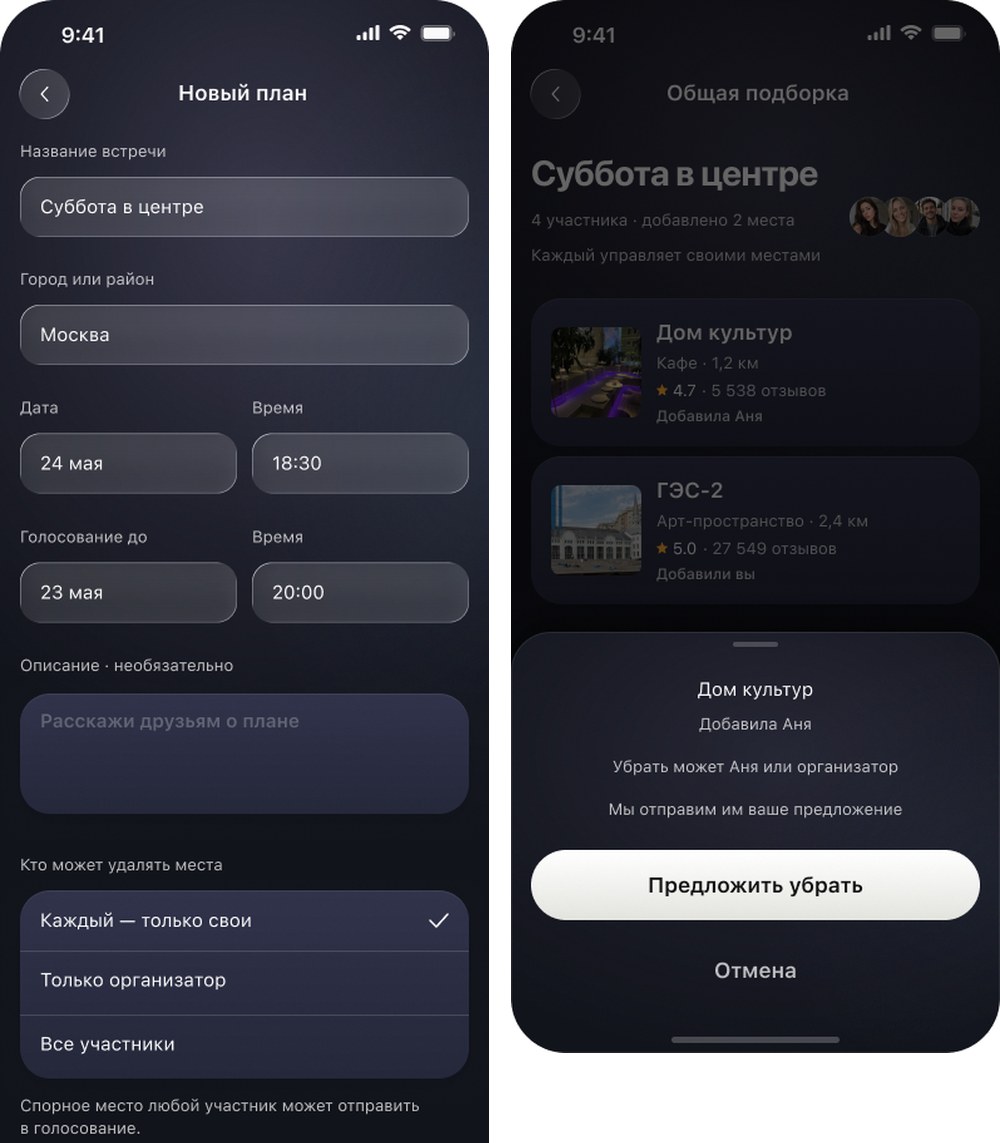 9:41
Новый план
Название встречи
Суббота в центре
Город или район
Москва
Дата
Время
24 мая
18:30
Голосование до
Время
23 мая
20:00
Описание · необязательно
Расскажи друзьям о плане
Кто может удалять места
Каждый — только свои
Только организатор
Все участники
Спорное место любой участник может отправить
в голосование.
9:41
Общая подборка
Суббота в центре
4 участника · добавлено 2 места
Каждый управляет своими местами
Дом культур
Кафе · 1,2 км
★ 4.7 · 5 538 отзывов
Добавила Аня
ГЭС-2
Арт-пространство · 2,4 км
★ 5.0 · 27 549 отзывов
Добавили вы
Дом культур
Добавила Аня
Убрать может Аня или организатор
Мы отправим им ваше предложение
Предложить убрать
Отмена